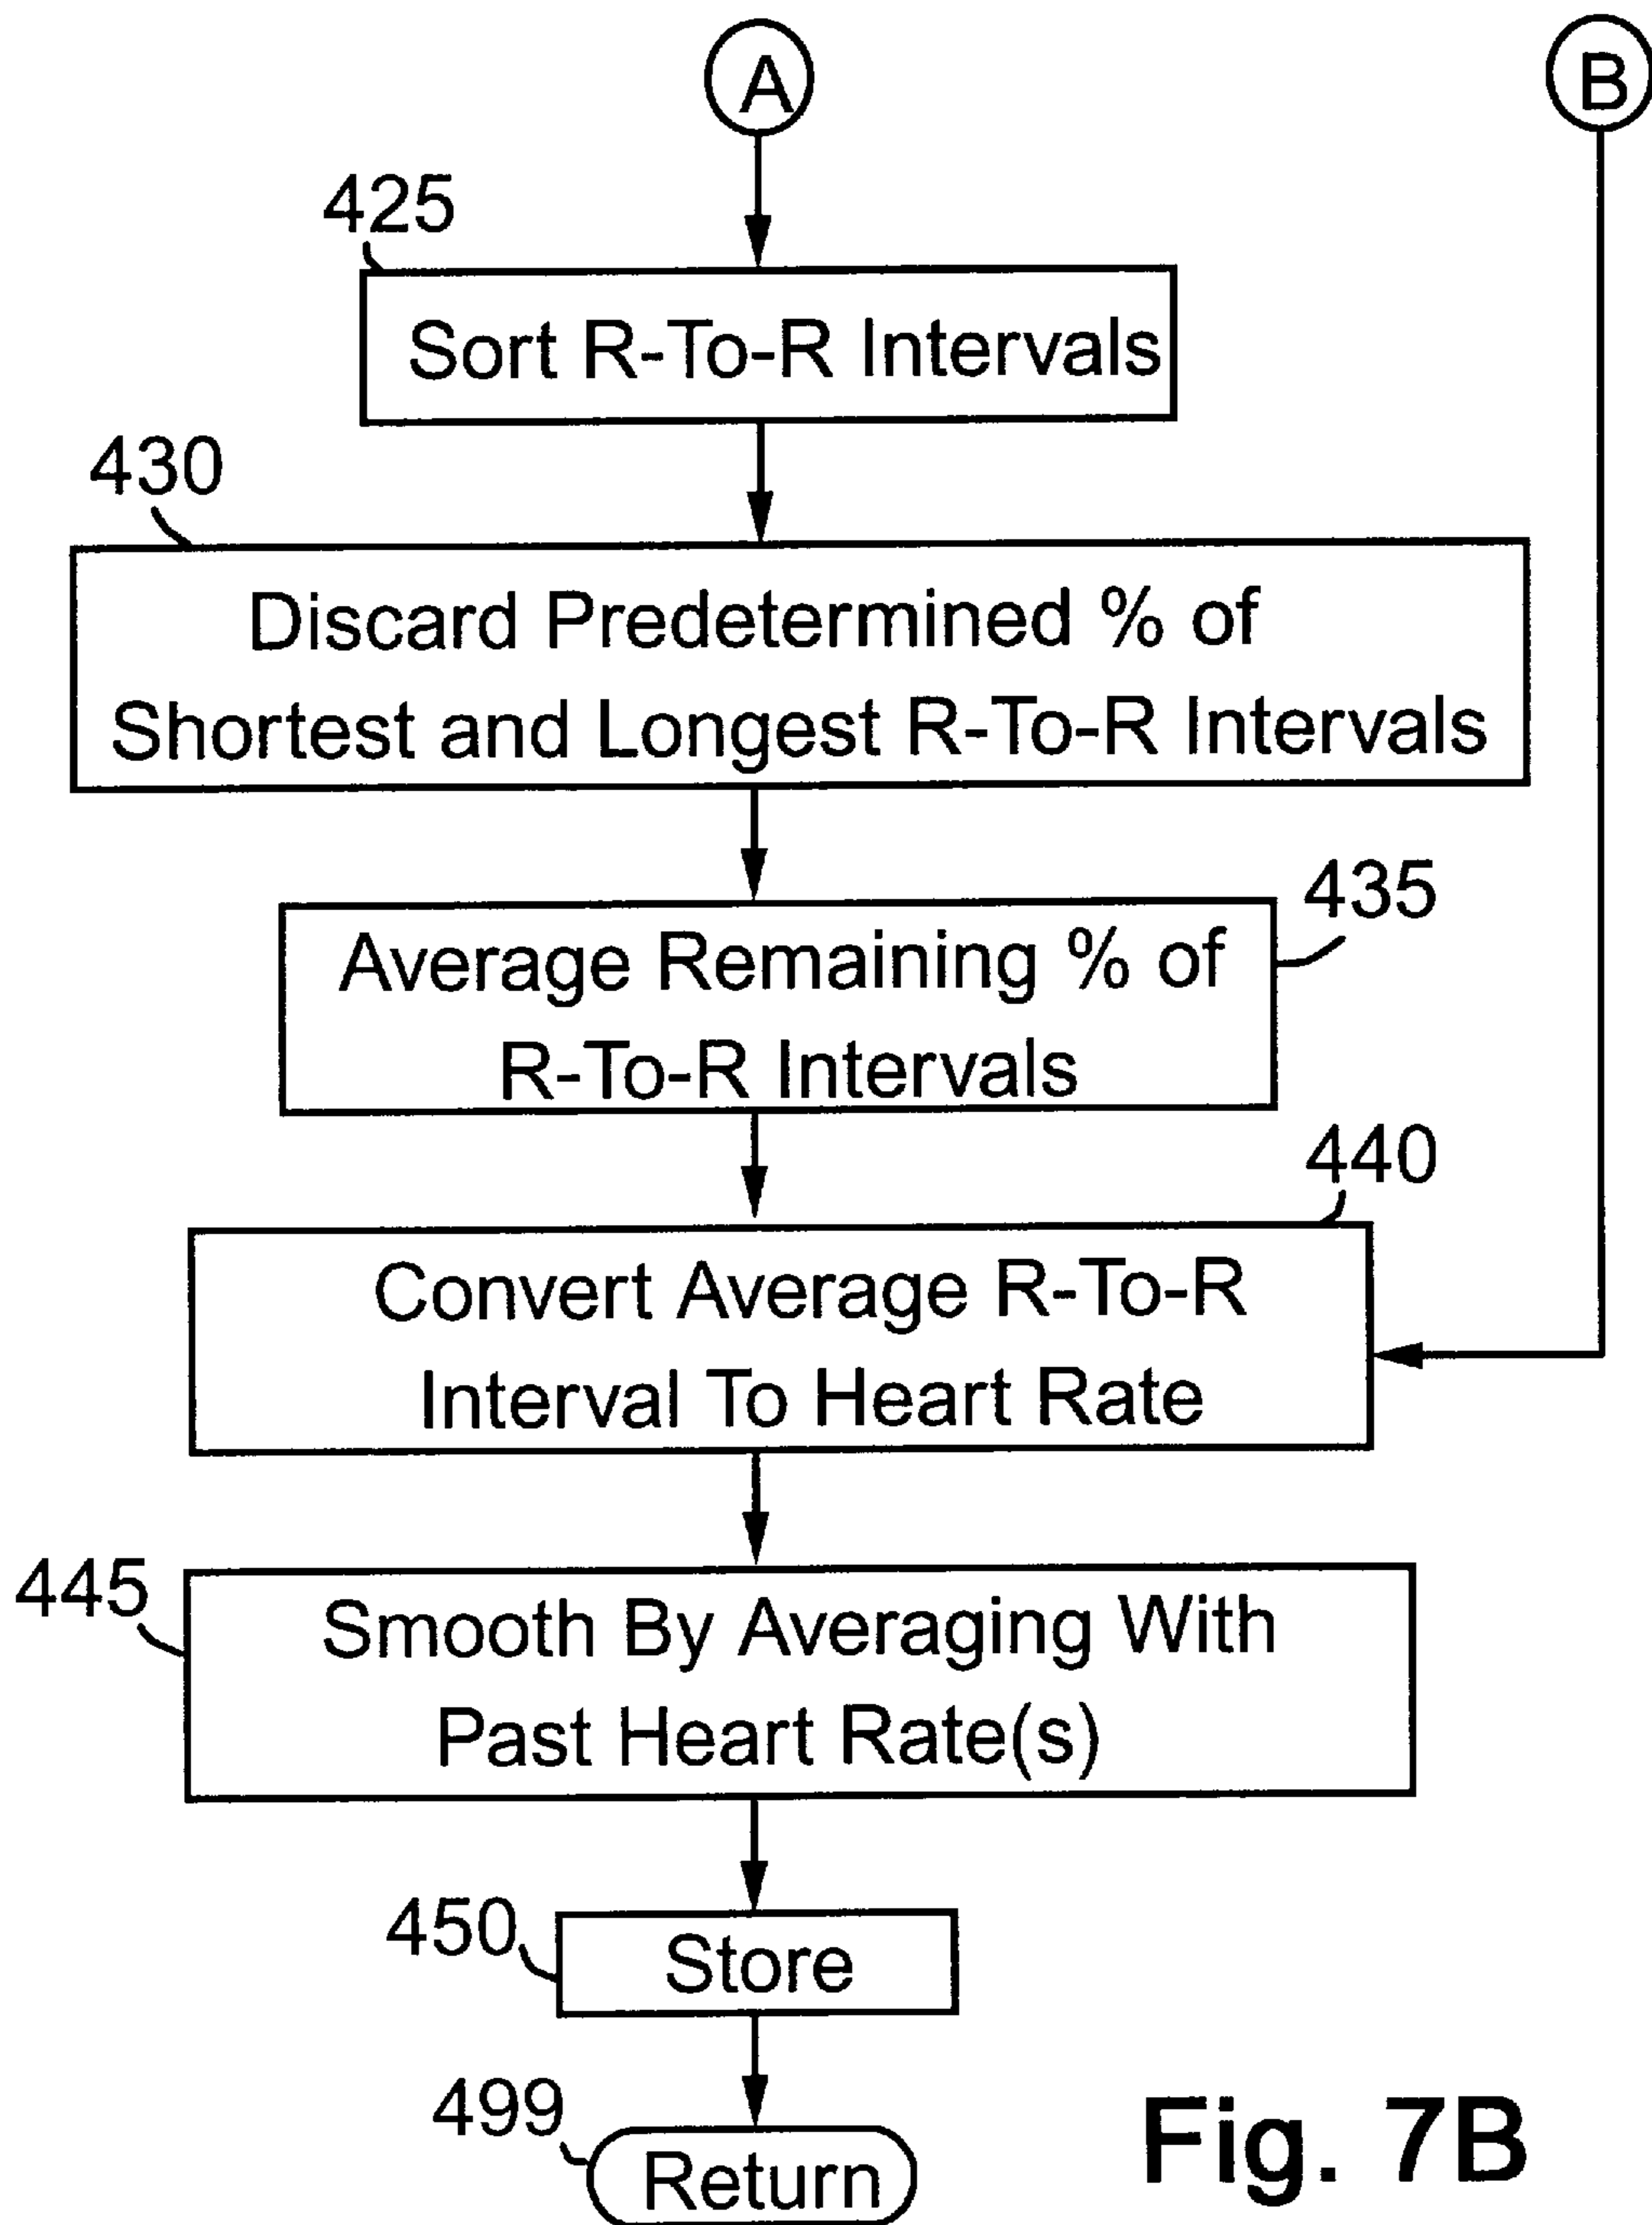 A
B
425
Sort R-To-R Intervals
430
Discard Predetermined % of
Shortest and Longest R-To-R Intervals
435
Average Remaining % of
R-To-R Intervals
440
Convert Average R-To-R
Interval To Heart Rate
445
Smooth By Averaging With
Past Heart Rate(s)
450
Store
499
Return
Fig. 7B